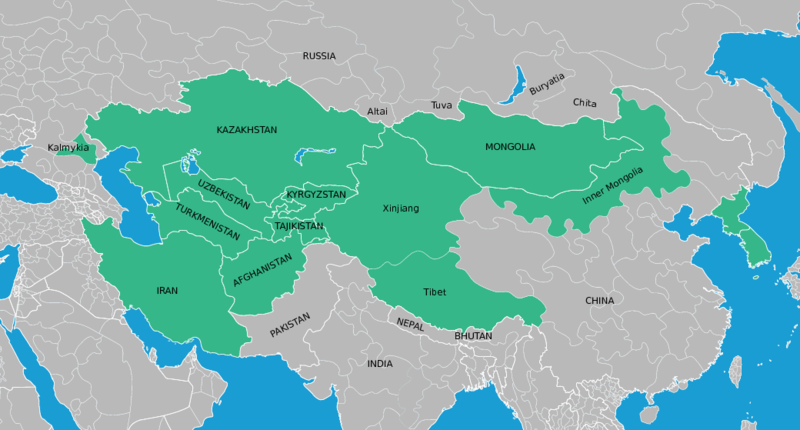 RUSSIA
Buryatia
Altai
Tuva
Chita
KAZAKHSTAN
Kalmykia
MONGOLIA
UZBEKISTAN
KYRGYZSTAN
Inner Mongolia
Xinjiang
TURKMENISTAN
TAJIKISTAN
AFGHANISTAN
IRAN
Tibet
CHINA
PAKISTAN
NEPAL
BHUTAN
INDIA